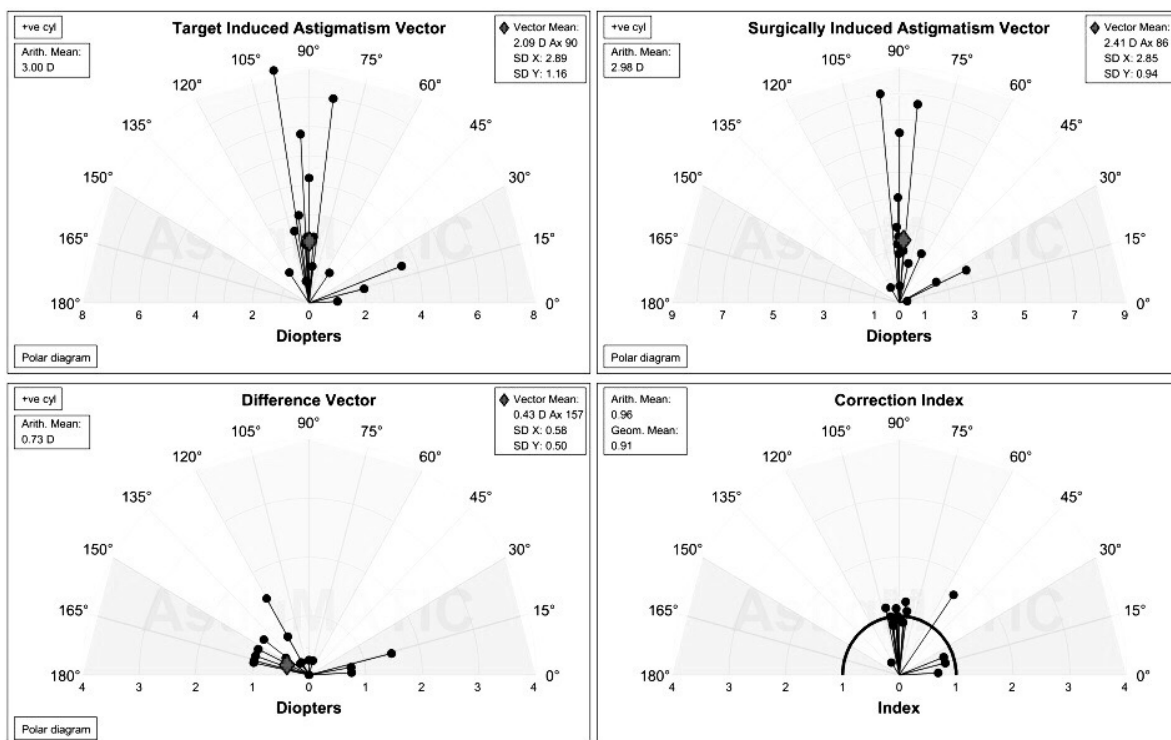 +ve cyl
Target Induced Astigmatism Vector
Arith. Mean:
3.00 D
Vector Mean:
2.09 D Ax 90
SD X: 2.89
SD Y: 1.16
90°
105°
75°
120°
60°
135°
45°
150°
30°
165°
15°
180°
0°
8 6 4 2 0 2 4 6 8
Diopters
Polar diagram
+ve cyl
Surgically Induced Astigmatism Vector
Arith. Mean:
2.98 D
Vector Mean:
2.41 D Ax 86
SD X: 2.85
SD Y: 0.94
90°
105°
75°
120°
60°
135°
45°
150°
30°
165°
15°
180°
0°
9 7 5 3 1 0 1 3 5 7 9
Diopters
Polar diagram
+ve cyl
Difference Vector
Arith. Mean:
0.73 D
Vector Mean:
0.43 D Ax 157
SD X: 0.58
SD Y: 0.50
90°
105°
75°
120°
60°
135°
45°
150°
30°
165°
15°
180°
0°
4 3 2 1 0 1 2 3 4
Diopters
Polar diagram
Correction Index
Arith. Mean:
0.96
Geom. Mean:
0.91
90°
105°
75°
120°
60°
135°
45°
150°
30°
165°
15°
180°
0°
4 3 2 1 0 1 2 3 4
Index